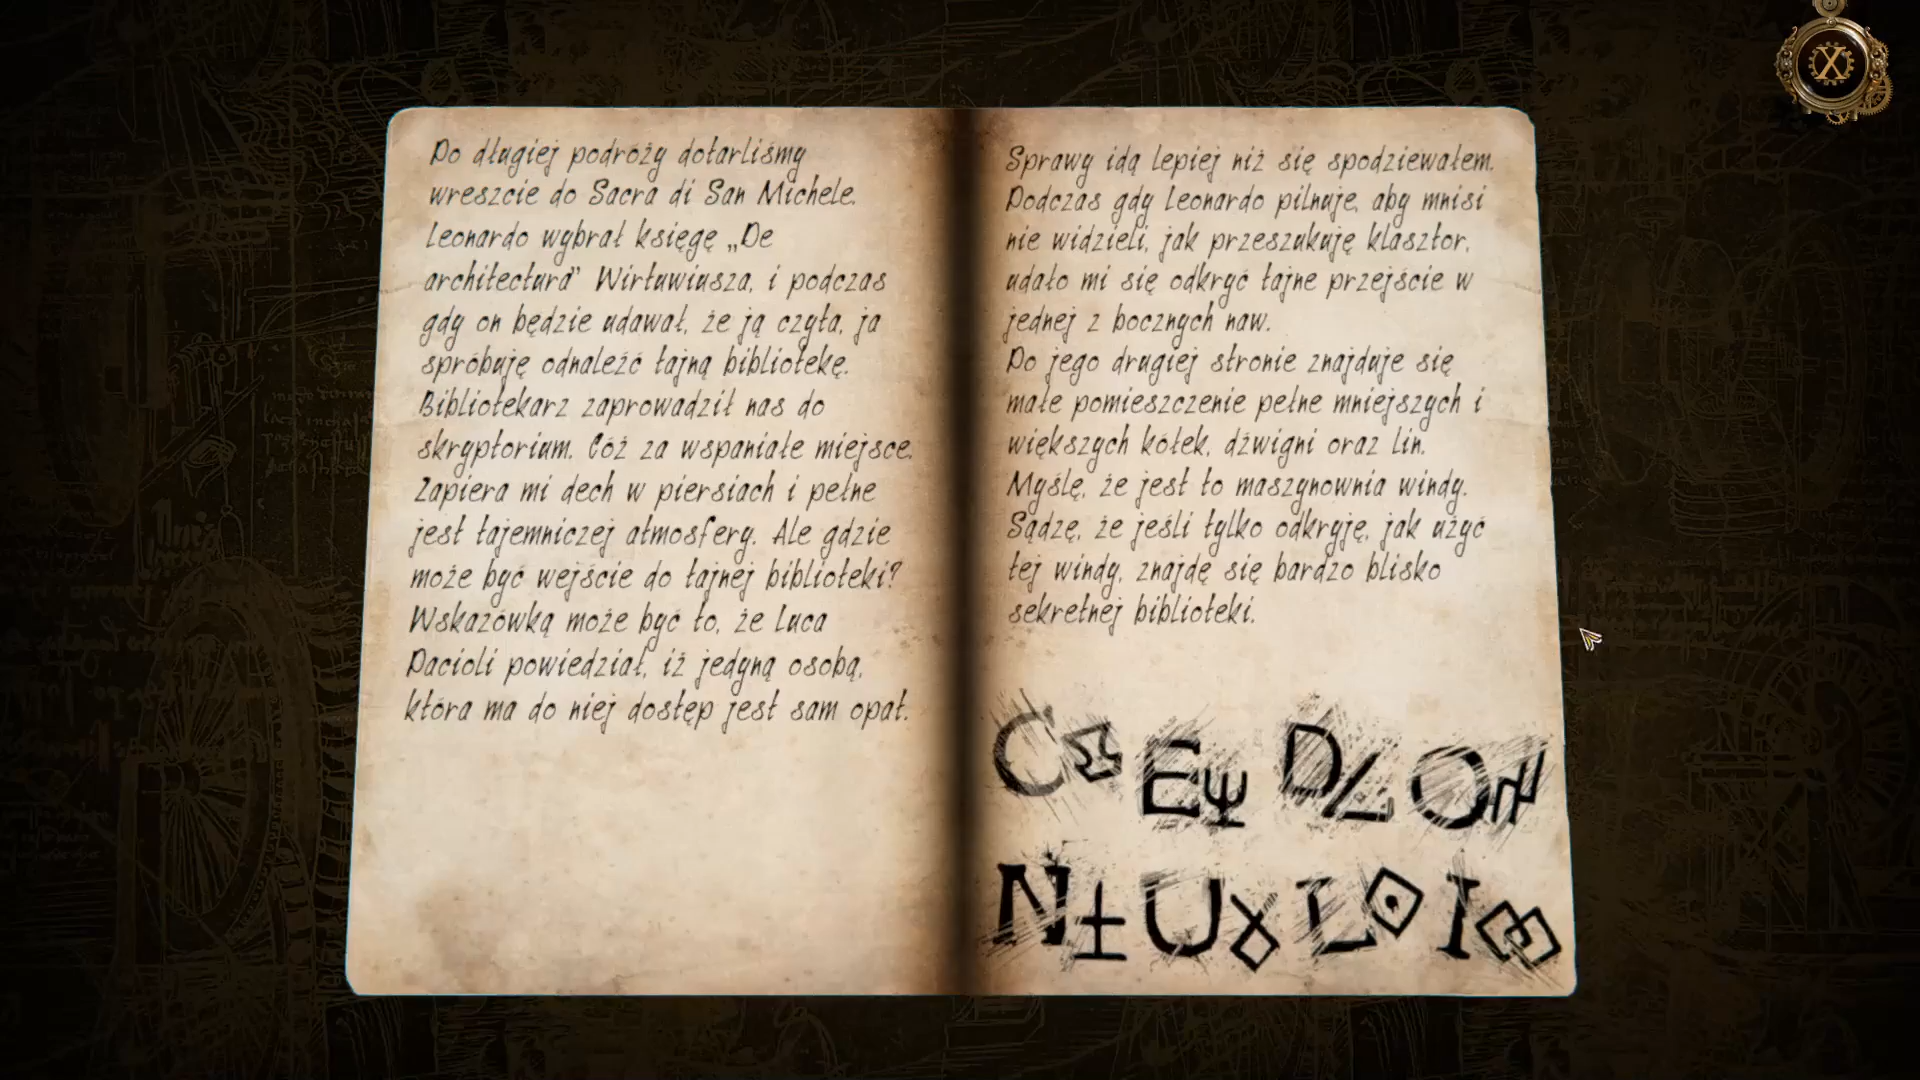 Po długiej podróży dotarliśmy
wreszcie do Sacra di San Michele.
Leonardo wybrał księgę „De
architectura” Wirtuwiusza, i podczas
gdy on będzie udawał, że ją czyta, ja
spróbuję odnaleźć tajną bibliotekę.
Bibliotekarz zaprowadził nas do
skryptorium. Cóż za wspaniałe miejsce.
Zapiera mi dech w piersiach i pełne
jest tajemniczej atmosfery. Ale gdzie
może być wejście do tajnej biblioteki?
Wskazówką może być to, że Luca
Pacioli powiedział, iż jedyną osobą,
która ma do niej dostęp jest sam opat.
Sprawy idą lepiej niż się spodziewałem.
Podczas gdy Leonardo pilnuje, aby mnisi
nie widzieli, jak przeszukuję klasztor,
udało mi się odkryć tajne przejście w
jednej z bocznych naw.
Po jego drugiej stronie znajduje się
małe pomieszczenie pełne mniejszych i
większych kółek, dźwigni oraz lin.
Myślę, że jest to maszynownia windy.
Sądzę, że jeśli tylko odkryję, jak użyć
tej windy, znajdę się bardzo blisko
sekretnej biblioteki.
C E D O
N U L I
X